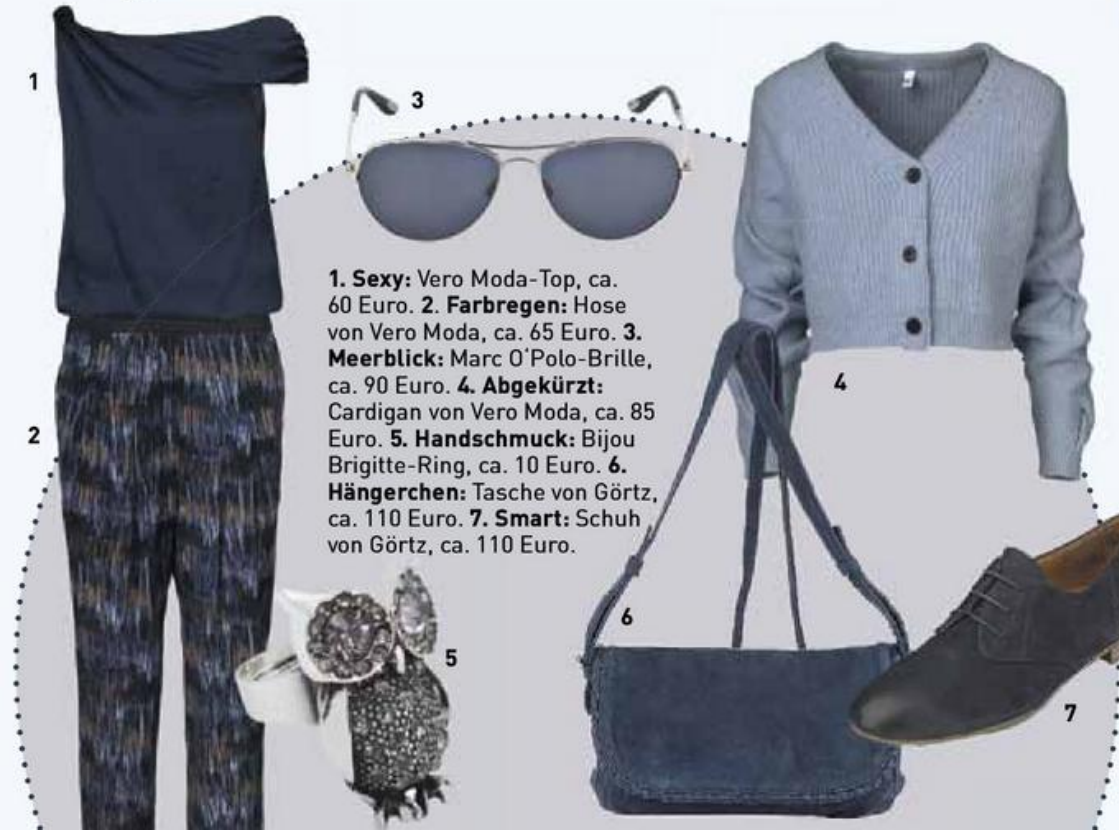 1
3
1. Sexy: Vero Moda-Top, ca.
60 Euro. 2. Farbregen: Hose
von Vero Moda, ca. 65 Euro. 3.
Meerblick: Marc O'Polo-Brille,
ca. 90 Euro. 4. Abgekürzt:
Cardigan von Vero Moda, ca. 85
Euro. 5. Handschmuck: Bijou
Brigitte-Ring, ca. 10 Euro. 6.
Hängerchen: Tasche von Görtz,
ca. 110 Euro. 7. Smart: Schuh
von Görtz, ca. 110 Euro.
4
2
6
5
7